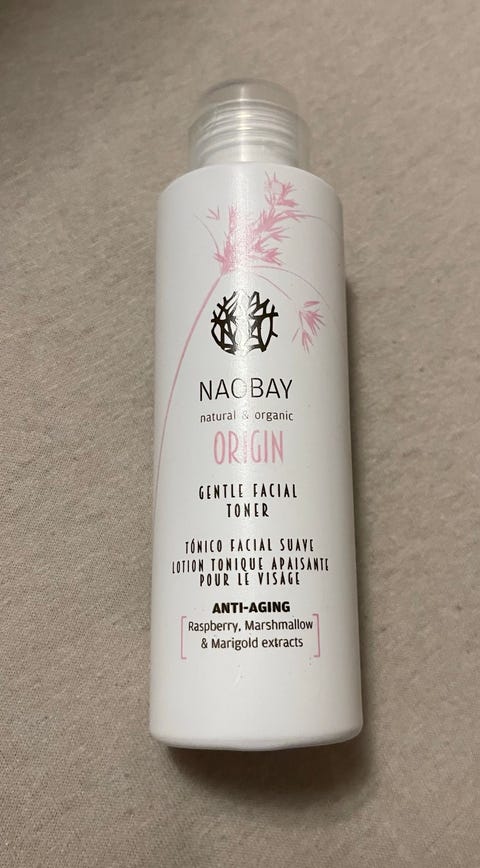 NAOBAY
natural & organic
ORIGIN
GENTLE FACIAL
TONER
TÓNICO FACIAL SUAVE
LOTION TONIQUE APAISANTE
POUR LE VISAGE
ANTI-AGING
Raspberry, Marshmallow
& Marigold extracts